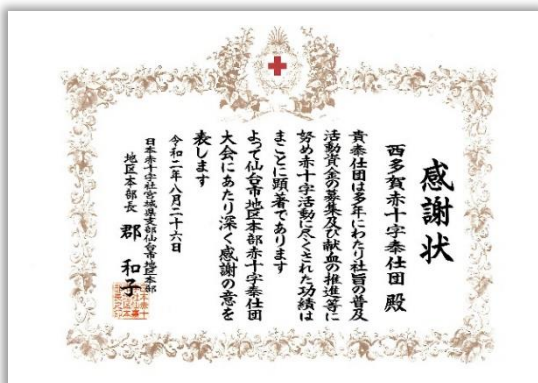 感謝状
西多賀赤十字奉仕団 殿
貴奉仕団は多年にわたり社旨の普及
活動資金の募集及び献血の推進等に
努め赤十字活動に尽くされた功績は
まことに顕著であります
よって仙台市地区本部赤十字奉仕団
大会にあたり深く感謝の意を
表します
令和二年八月二十六日
日本赤十字社宮城県支部仙台市地区本部
地区本部長 郡 和子